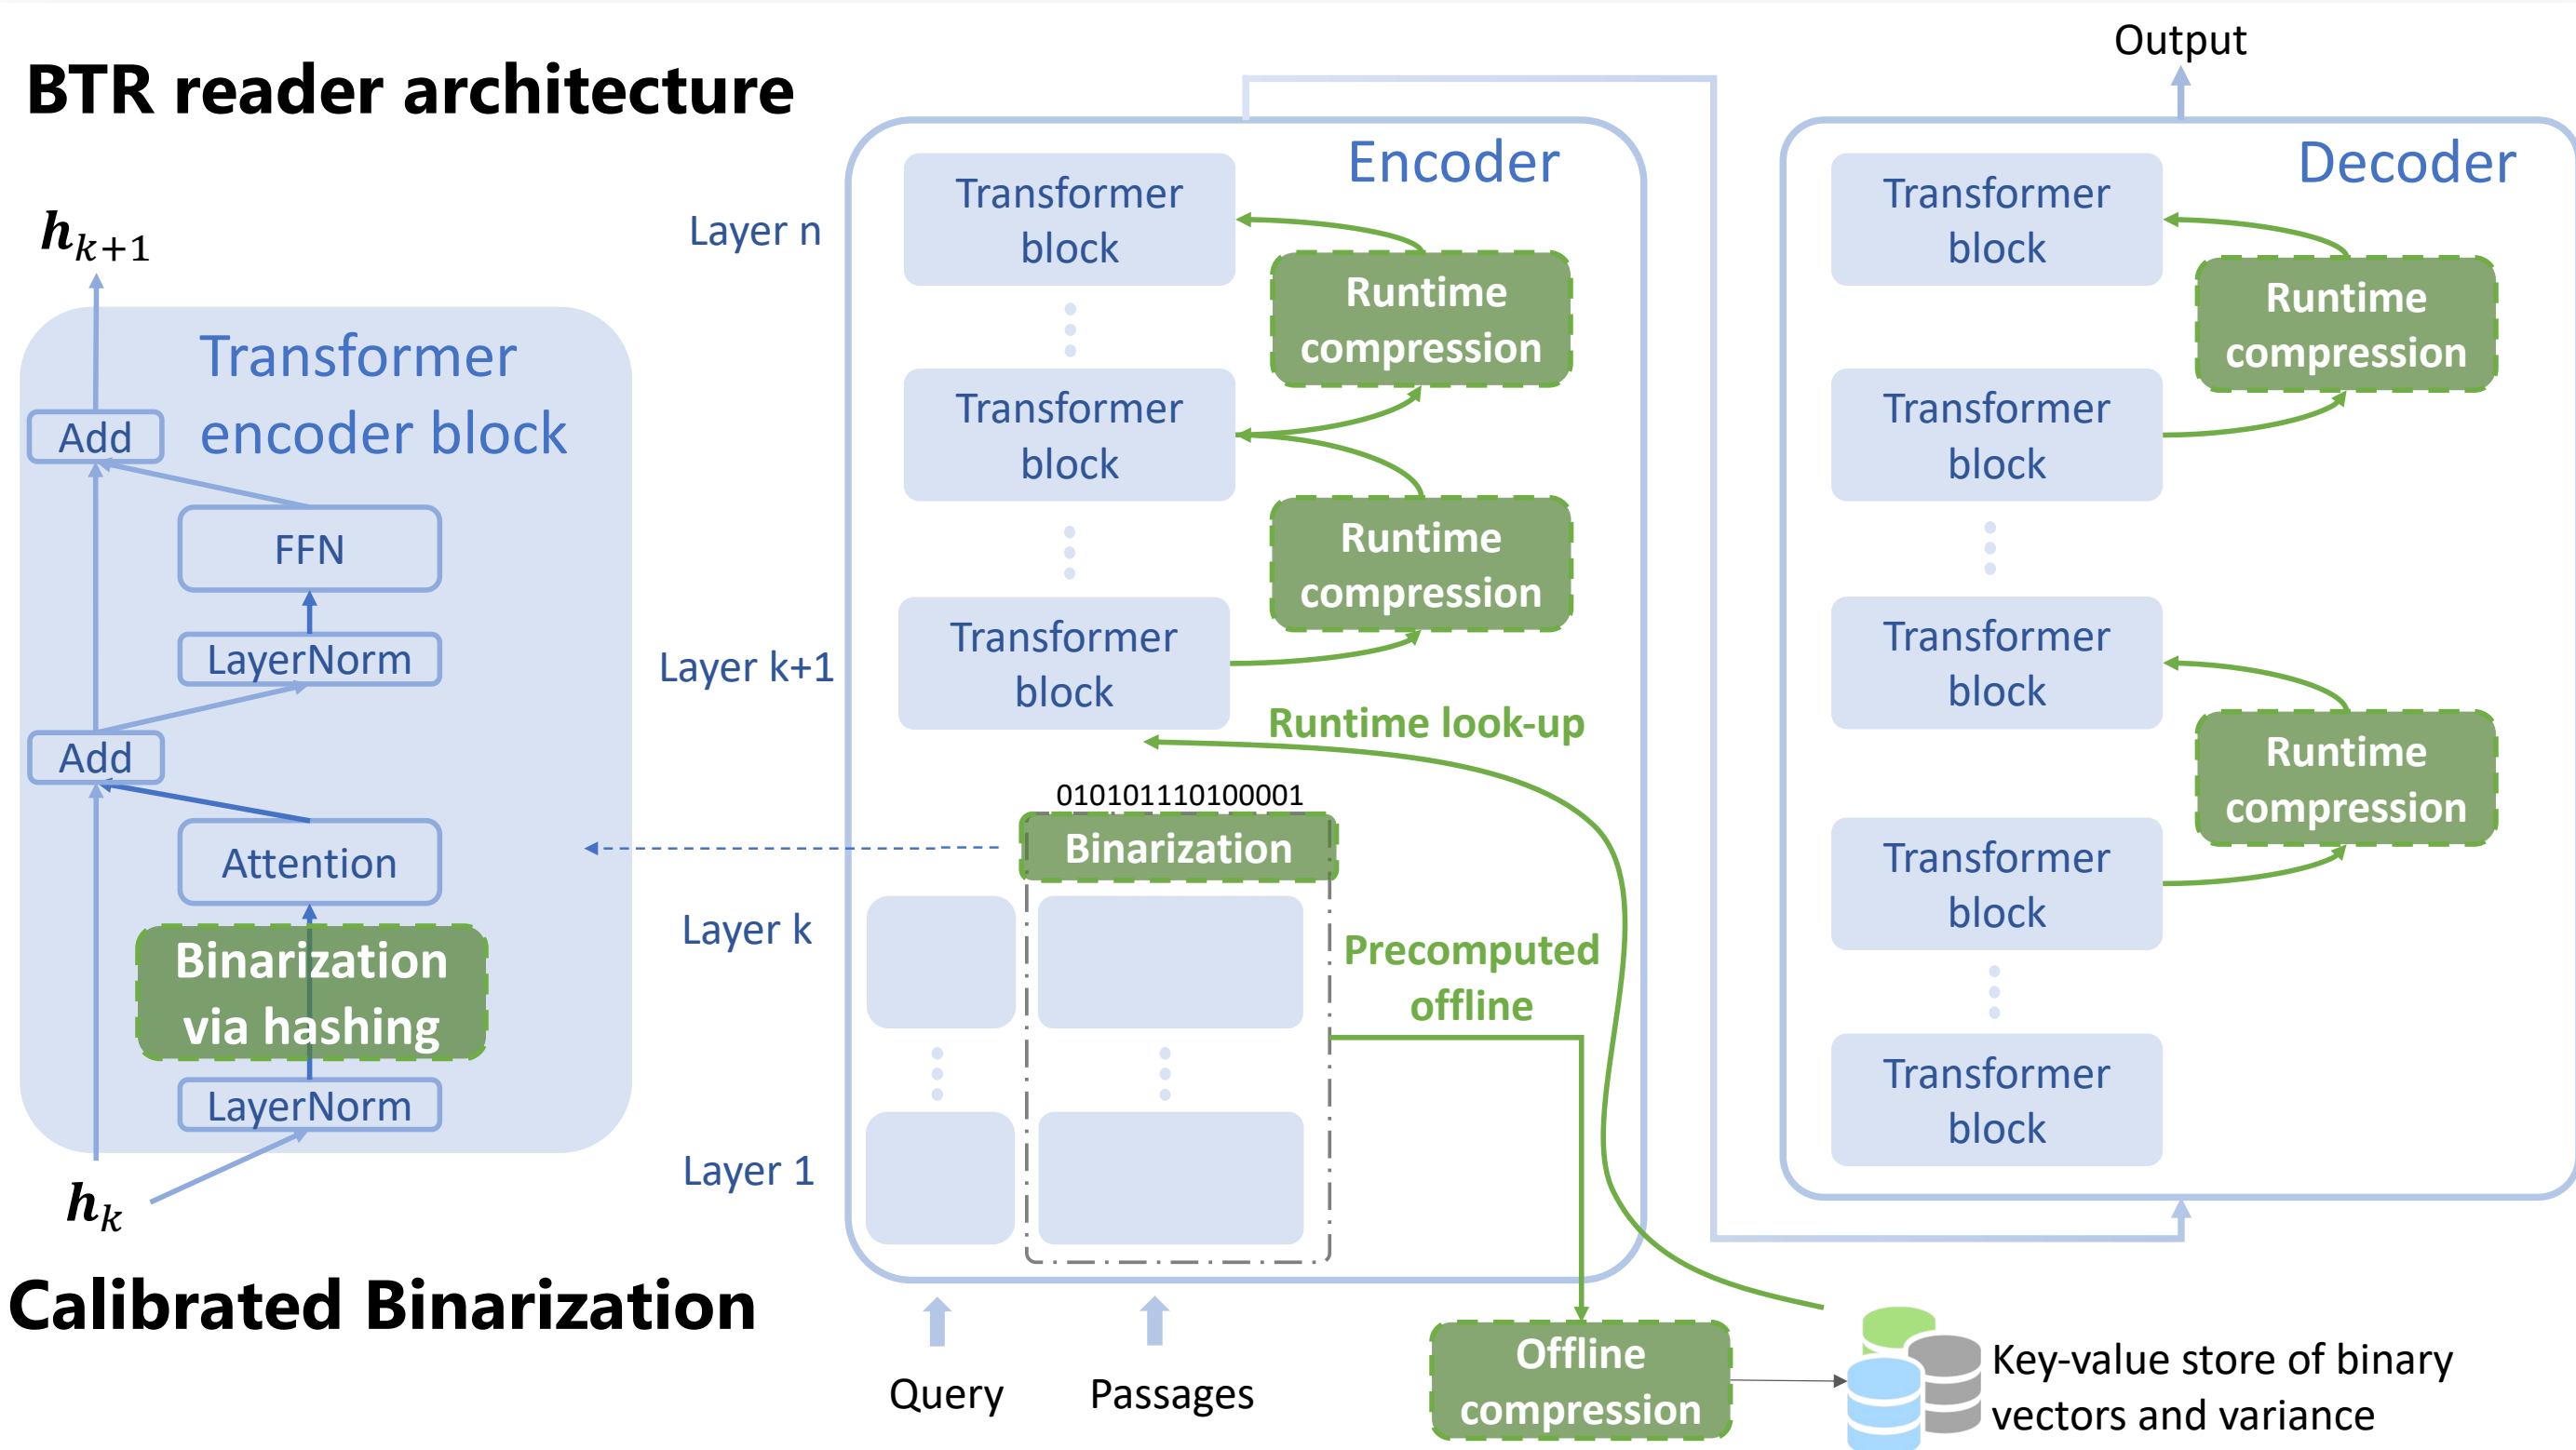 BTR reader architecture
h_{k+1}
Transformer
encoder block
Add
FFN
LayerNorm
Add
Attention
Binarization
via hashing
LayerNorm
h_k
Calibrated Binarization
Layer n
Layer k+1
Layer k
Layer 1
Encoder
Transformer
block
Runtime
compression
Transformer
block
Runtime
compression
Transformer
block
Runtime look-up
010101110100001
Binarization
Precomputed
offline
Query
Passages
Offline
compression
Key-value store of binary
vectors and variance
Output
Decoder
Transformer
block
Runtime
compression
Transformer
block
Transformer
block
Runtime
compression
Transformer
block
Transformer
block